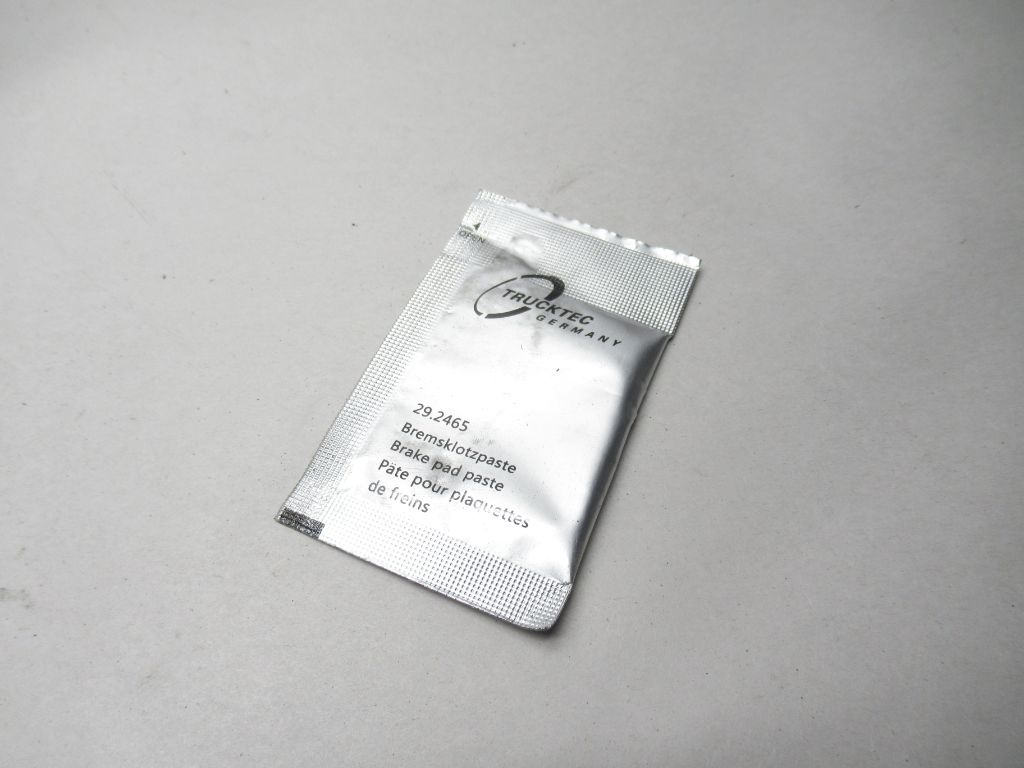 OPEN
TRUCKTEC
GERMANY
29.2465
Bremsklotzpaste
Brake pad paste
Pâte pour plaquettes
de freins